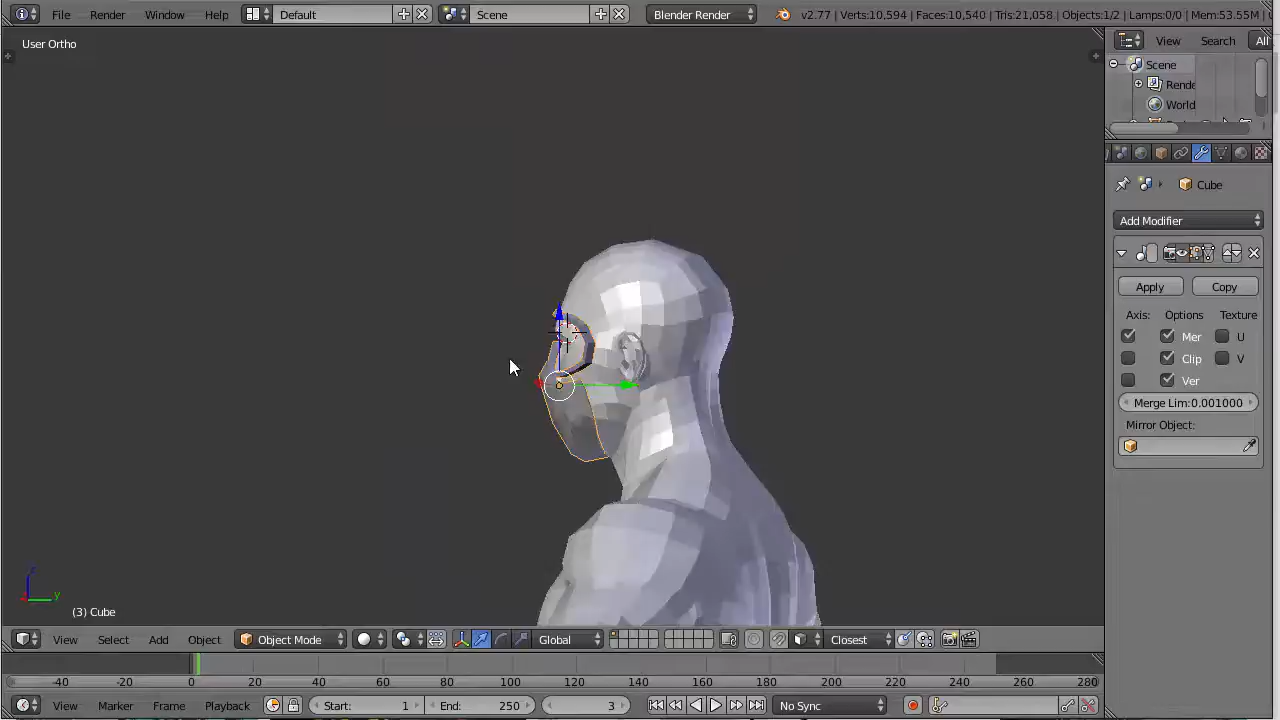 File Render Window Help Default Scene Blender Render v2.77 | Verts:10,594 | Faces:10,540 | Tris:21,058 | Objects:1/2 | Lamps:0/0 | Mem:53.55M |
User Ortho
View Search All
Scene
Rende
World
Cube
Add Modifier
Apply Copy
Axis: Options Texture
Mer U
Clip V
Ver
Merge Lim:0.001000
Mirror Object:
z
y
(3) Cube
View Select Add Object Object Mode Global Closest
-40 -20 0 20 40 60 80 100 120 140 160 180 200 220 240 260 280
View Marker Frame Playback Start: 1 End: 250 3 No Sync